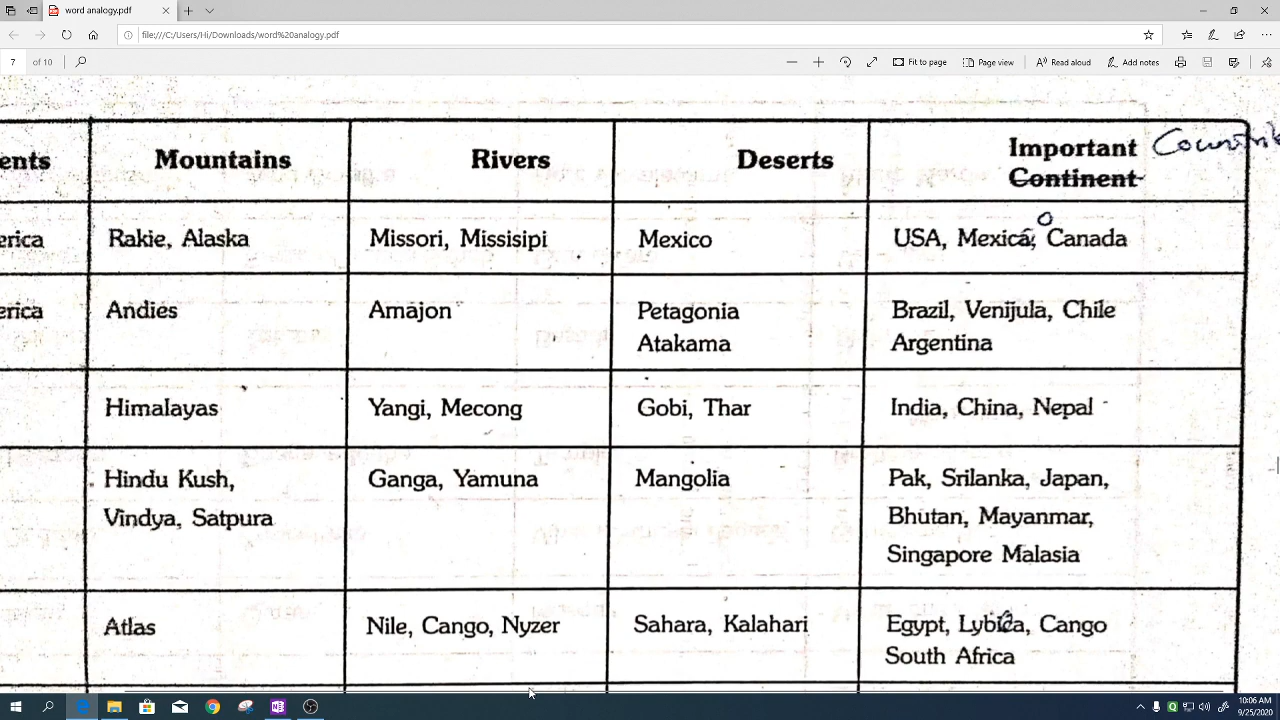 word analogy.pdf
file:///C:/Users/Hi/Downloads/word%20analogy.pdf
7 of 10 Fit to page Page view Read aloud Add notes
ents Mountains Rivers Deserts Important
Continent
erica Rakie, Alaska Missori, Missisipi Mexico USA, Mexica, Canada
o
erica Andies Amajon Petagonia Brazil, Venijula, Chile
Atakama Argentina
Himalayas Yangi, Mecong Gobi, Thar India, China, Nepal
Hindu Kush, Ganga, Yamuna Mangolia Pak, Srilanka, Japan,
Vindya, Satpura Bhutan, Mayanmar,
Singapore Malasia
Atlas Nile, Cango, Nyzer Sahara, Kalahari Egypt, Cango
South Africa
10:06 AM
9/25/2020